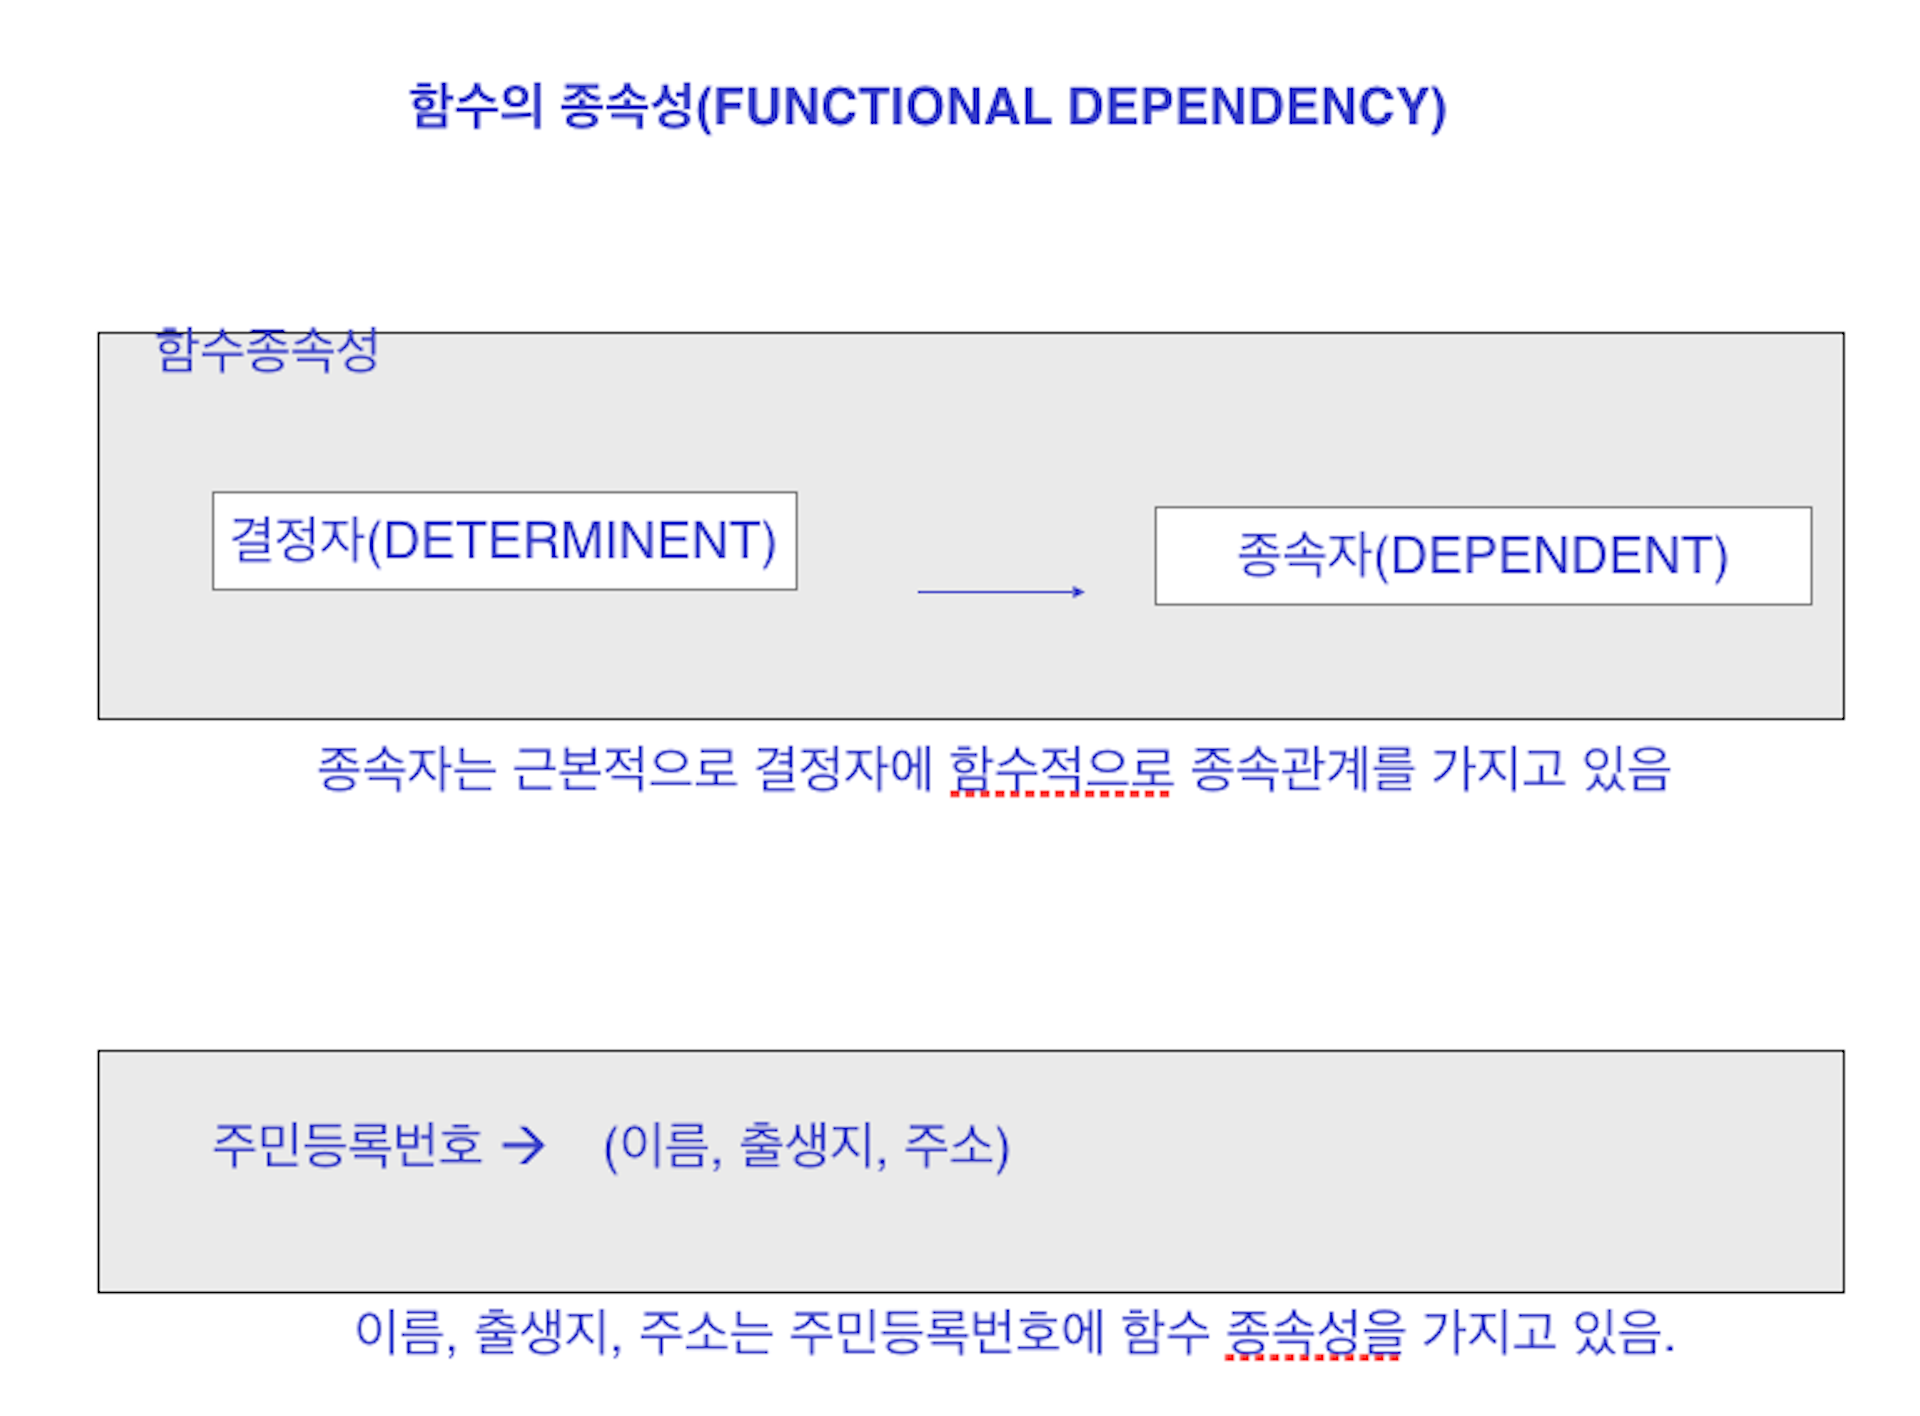 함수의 종속성(FUNCTIONAL DEPENDENCY)
함수종속성
결정자(DETERMINENT)
종속자(DEPENDENT)
종속자는 근본적으로 결정자에 함수적으로 종속관계를 가지고 있음
주민등록번호 → (이름, 출생지, 주소)
이름, 출생지, 주소는 주민등록번호에 함수 종속성을 가지고 있음.